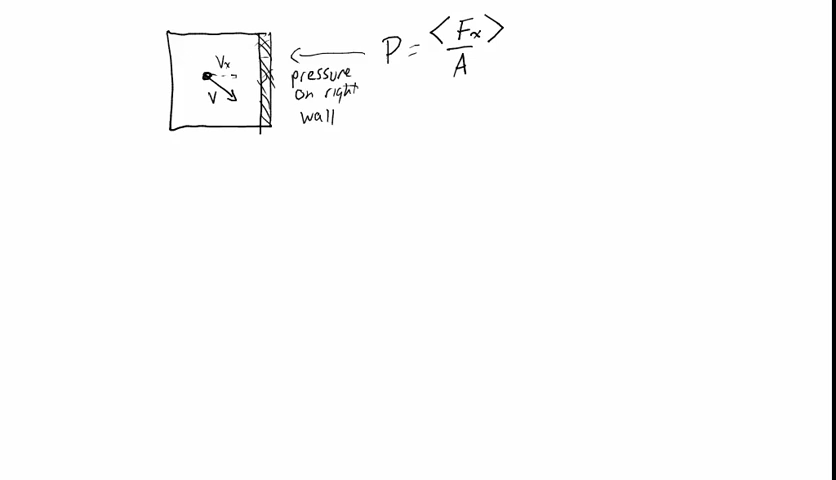 Vx
V
pressure
on right
wall
P = <Fx>
A